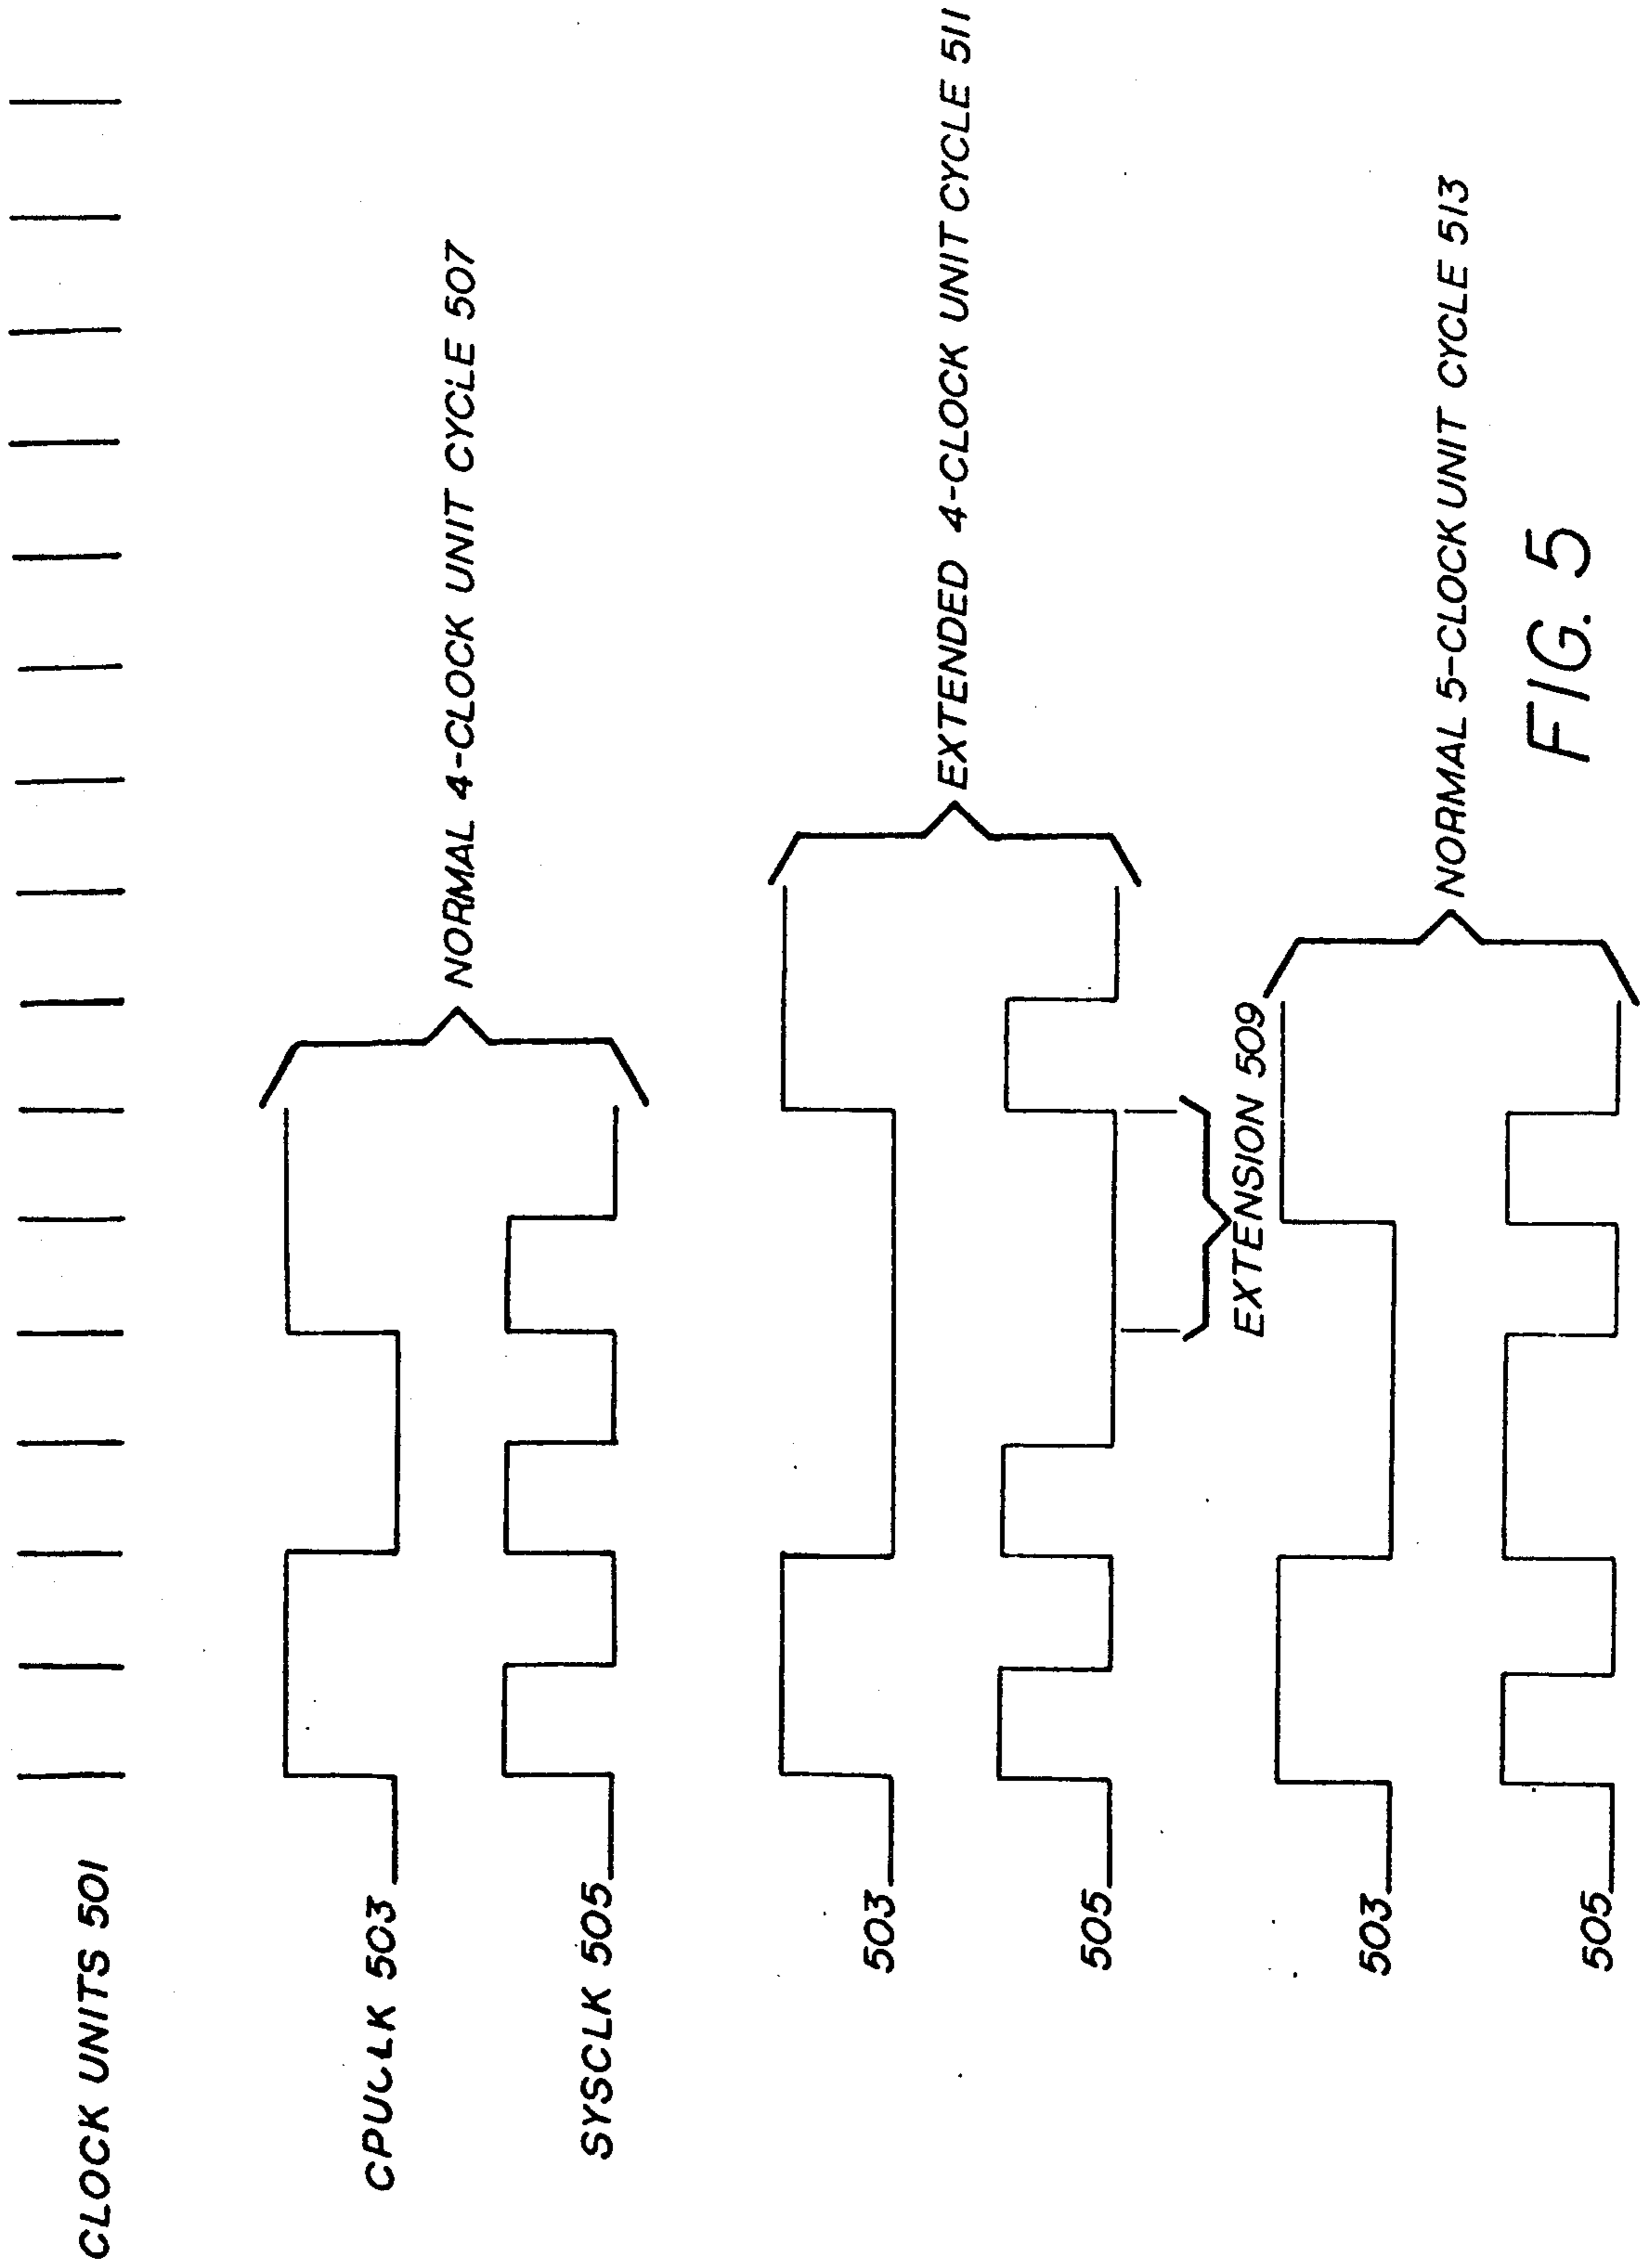 CLOCK UNITS 501
CPUCLK 503
SYSCLK 505
NORMAL 4-CLOCK UNIT CYCLE 507
503
505
EXTENDED 4-CLOCK UNIT CYCLE 511
EXTENSION 509
503
505
NORMAL 5-CLOCK UNIT CYCLE 513
FIG. 5